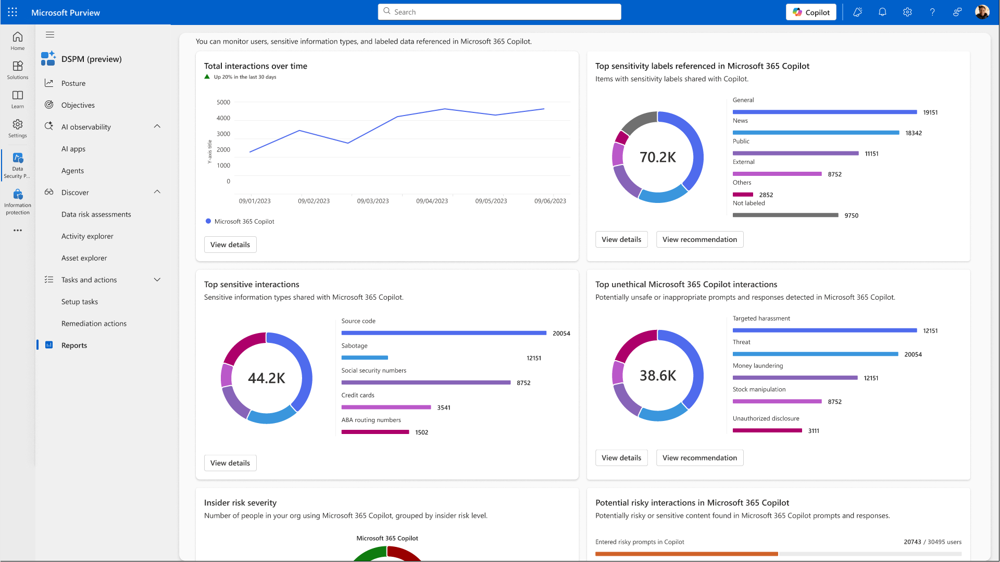 Microsoft Purview
Search
Copilot
Home
Solutions
Learn
Settings
Data
Security P...
Information
protection
DSPM (preview)
Posture
Objectives
AI observability
AI apps
Agents
Discover
Data risk assessments
Activity explorer
Asset explorer
Tasks and actions
Setup tasks
Remediation actions
Reports
You can monitor users, sensitive information types, and labeled data referenced in Microsoft 365 Copilot.
Total interactions over time
Up 20% in the last 30 days
Y-axis title
5000
4000
3000
2000
1000
0
09/01/2023 09/02/2023 09/03/2023 09/04/2023 09/05/2023 09/06/2023
Microsoft 365 Copilot
View details
Top sensitivity labels referenced in Microsoft 365 Copilot
Items with sensitivity labels shared with Copilot.
70.2K
General
19151
News
18342
Public
11151
External
8752
Others
2852
Not labeled
9750
View details View recommendation
Top sensitive interactions
Sensitive information types shared with Microsoft 365 Copilot.
44.2K
Source code
20054
Sabotage
12151
Social security numbers
8752
Credit cards
3541
ABA routing numbers
1502
View details
Top unethical Microsoft 365 Copilot interactions
Potentially unsafe or inappropriate prompts and responses detected in Microsoft 365 Copilot.
38.6K
Targeted harassment
12151
Threat
20054
Money laundering
12151
Stock manipulation
8752
Unauthorized disclosure
3111
View details View recommendation
Insider risk severity
Number of people in your org using Microsoft 365 Copilot, grouped by insider risk level.
Microsoft 365 Copilot
Potential risky interactions in Microsoft 365 Copilot
Potentially risky or sensitive content found in Microsoft 365 Copilot prompts and responses.
Entered risky prompts in Copilot 20743 / 30495 users